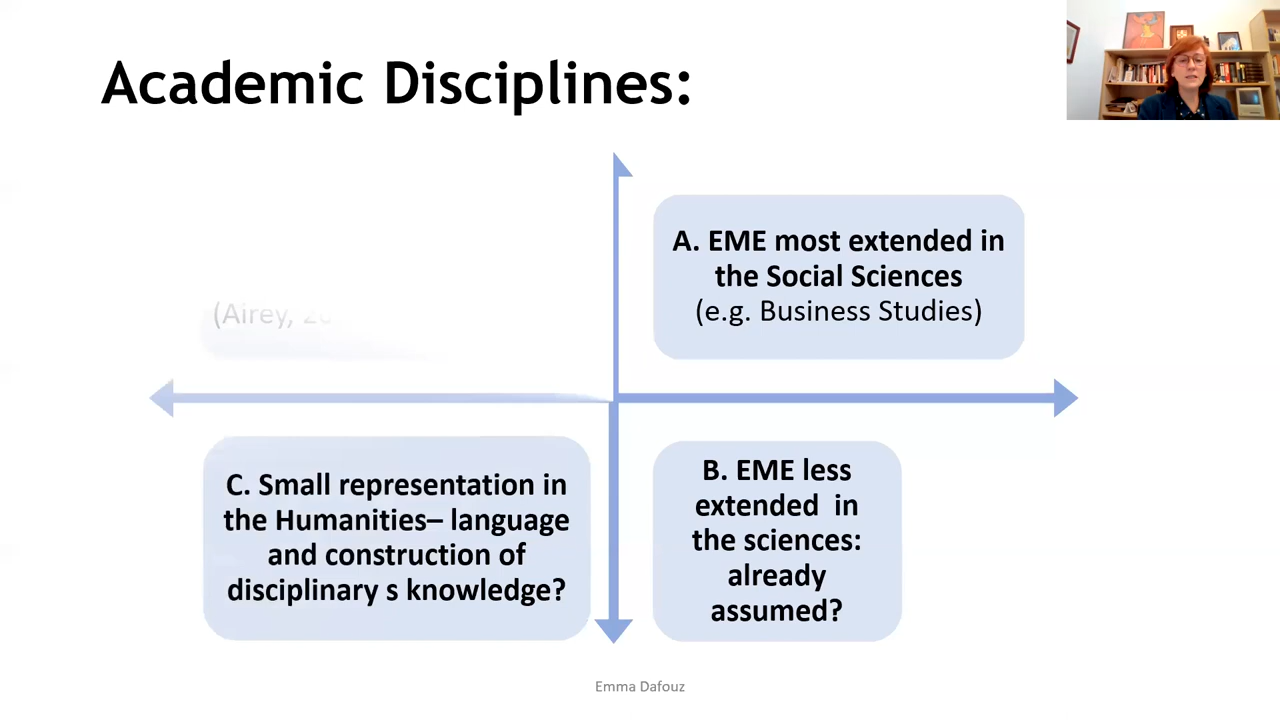 Academic Disciplines:
(Airey,
A. EME most extended in
the Social Sciences
(e.g. Business Studies)
C. Small representation in
the Humanities– language
and construction of
disciplinary s knowledge?
B. EME less
extended in
the sciences:
already
assumed?
Emma Dafouz